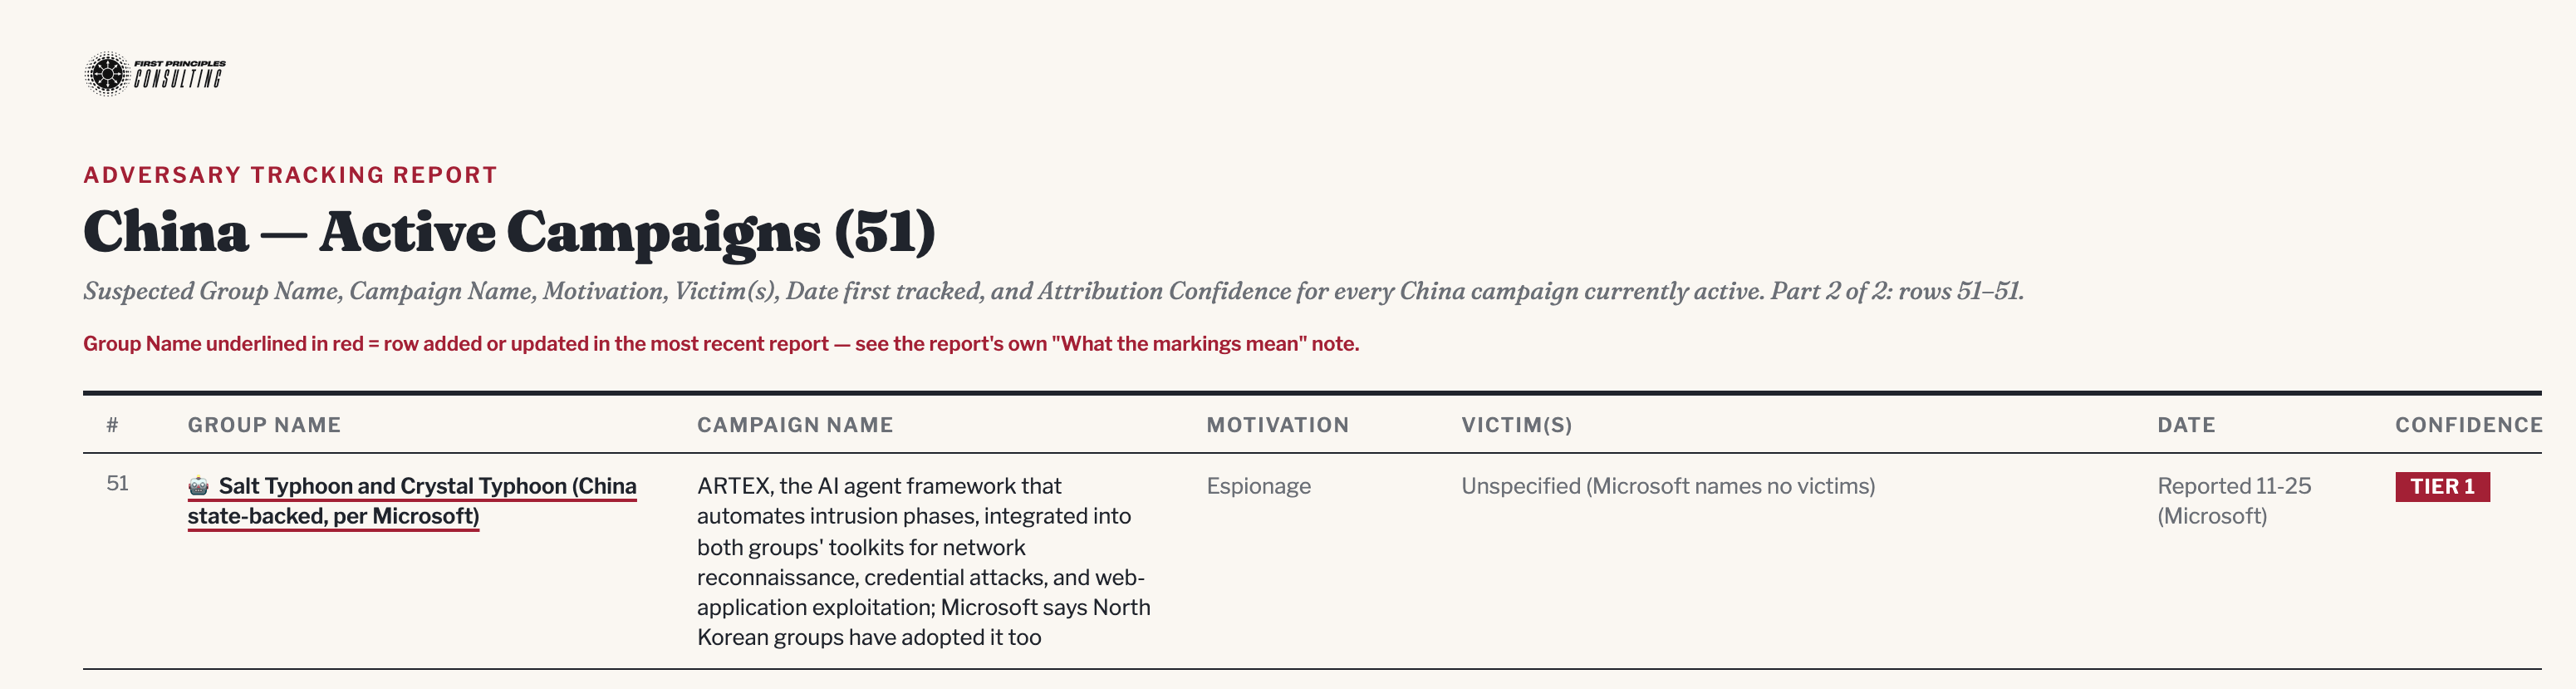 FIRST PRINCIPLES
CONSULTING
ADVERSARY TRACKING REPORT
China — Active Campaigns (51)
Suspected Group Name, Campaign Name, Motivation, Victim(s), Date first tracked, and Attribution Confidence for every China campaign currently active. Part 2 of 2: rows 51–51.
Group Name underlined in red = row added or updated in the most recent report — see the report's own "What the markings mean" note.
# GROUP NAME CAMPAIGN NAME MOTIVATION VICTIM(S) DATE CONFIDENCE
51
Salt Typhoon and Crystal Typhoon (China
state-backed, per Microsoft)
ARTEX, the AI agent framework that
automates intrusion phases, integrated into
both groups' toolkits for network
reconnaissance, credential attacks, and web-
application exploitation; Microsoft says North
Korean groups have adopted it too
Espionage
Unspecified (Microsoft names no victims)
Reported 11-25
(Microsoft)
TIER 1